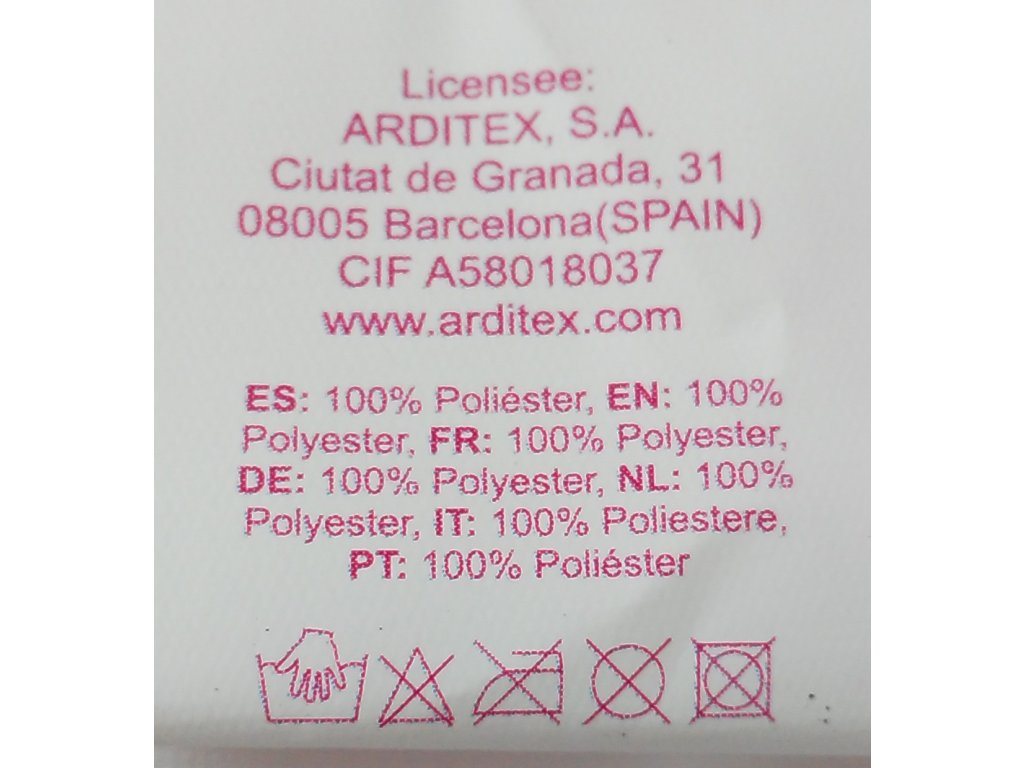 Licensee:
ARDITEX, S.A.
Ciutat de Granada, 31
08005 Barcelona(SPAIN)
CIF A58018037
www.arditex.com
ES: 100% Poliéster, EN: 100%
Polyester, FR: 100% Polyester,
DE: 100% Polyester, NL: 100%
Polyester, IT: 100% Poliestere,
PT: 100% Poliéster